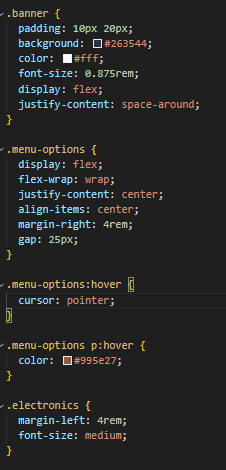 .banner {
padding: 10px 20px;
background: #263544;
color: #fff;
font-size: 0.875rem;
display: flex;
justify-content: space-around;
}
.menu-options {
display: flex;
flex-wrap: wrap;
justify-content: center;
align-items: center;
margin-right: 4rem;
gap: 25px;
}
.menu-options:hover {
cursor: pointer;
}
.menu-options p:hover {
color: #995e27;
}
.electronics {
margin-left: 4rem;
font-size: medium;
}